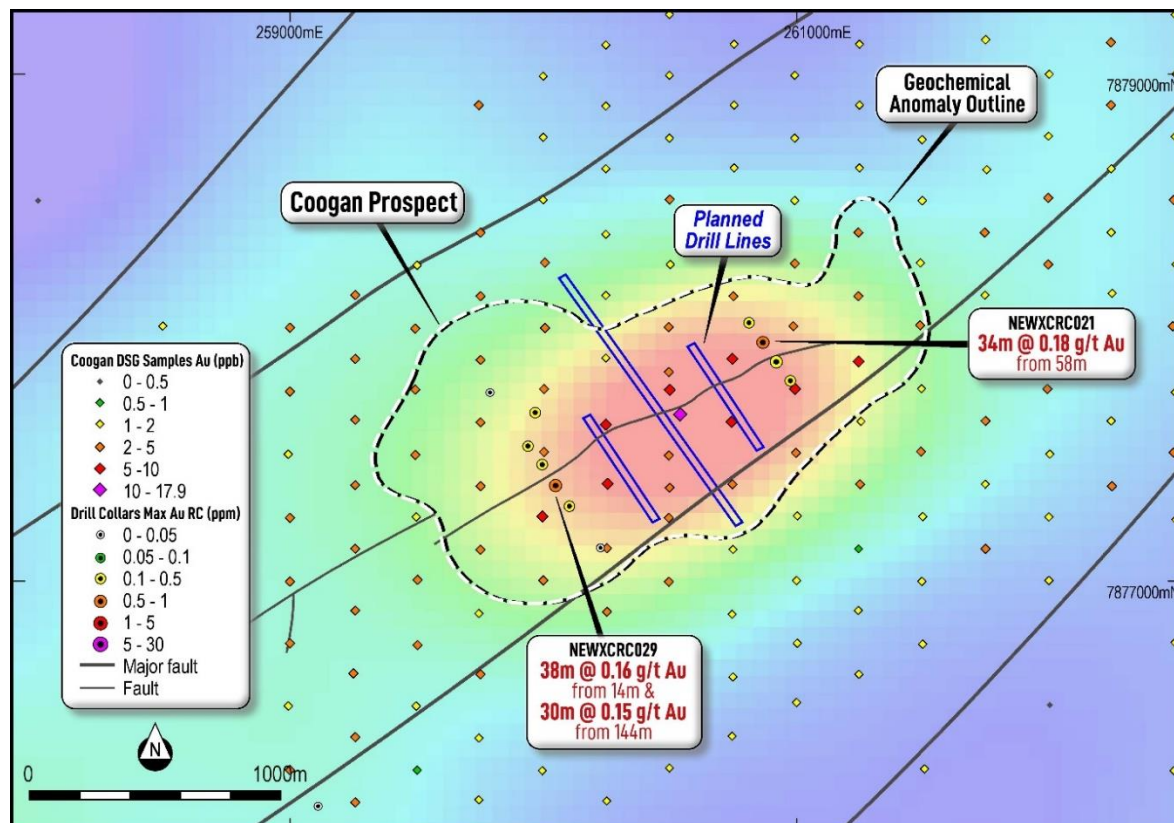 259000mE
261000mE
7879000mN
Geochemical
Anomaly Outline
Coogan Prospect
Planned
Drill Lines
NEWXCRC021
34m @ 0.18 g/t Au
from 58m
Coogan DSG Samples Au (ppb)
0 - 0.5
0.5 - 1
1 - 2
2 - 5
5 -10
10 - 17.9
Drill Collars Max Au RC (ppm)
0 - 0.05
0.05 - 0.1
0.1 - 0.5
0.5 - 1
1 - 5
5 - 30
Major fault
Fault
7877000mN
NEWXCRC029
38m @ 0.16 g/t Au
from 14m &
30m @ 0.15 g/t Au
from 144m
N
0
1000m